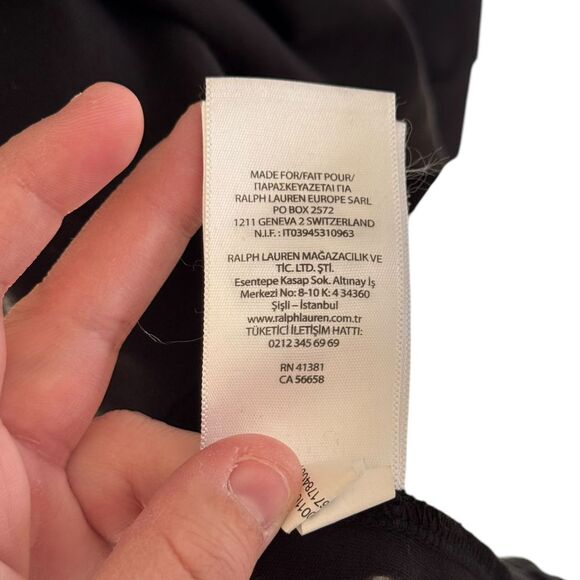 MADE FOR/FAIT POUR/
ΠΑΡΑΣΚΕΥΑΖΕΤΑΙ ΓΙΑ
RALPH LAUREN EUROPE SARL
PO BOX 2572
1211 GENEVA 2 SWITZERLAND
N.I.F. : IT03945310963
RALPH LAUREN MAĞAZACILIK VE
TİC. LTD. ŞTİ.
Esentepe Kasap Sok. Altınay İş
Merkezi No: 8-10 K: 4 34360
Şişli – İstanbul
www.ralphlauren.com.tr
TÜKETİCİ İLETİŞİM HATTI:
0212 345 69 69
RN 41381
CA 56658